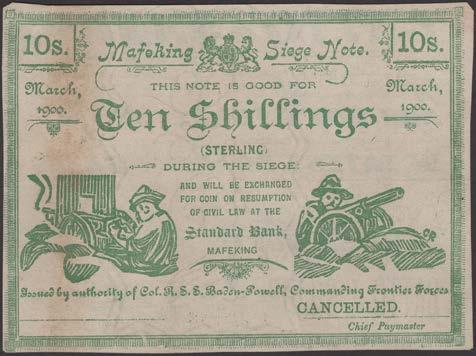 10s.
Mafeking Siege Note.
10s.
March,
1900.
THIS NOTE IS GOOD FOR
March,
1900.
Ten Shillings
(STERLING)
DURING THE SIEGE:
AND WILL BE EXCHANGED
FOR COIN ON RESUMPTION
OF CIVIL LAW AT THE
Standard Bank,
MAFEKING
Issued by authority of Col. R. S. S. Baden-Powell, Commanding Frontier Forces
CANCELLED.
Chief Paymaster